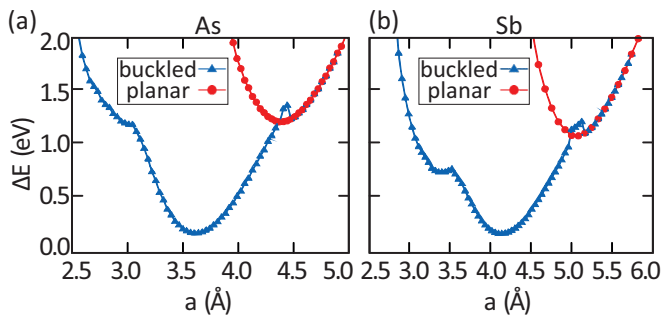 (a) As (b) Sb
2.0
1.5
1.0
0.5
0.0
ΔE (eV)
buckled
planar
buckled
planar
2.5 3.0 3.5 4.0 4.5 5.0
2.5 3.0 3.5 4.0 4.5 5.0 5.5 6.0
a (Å)
a (Å)